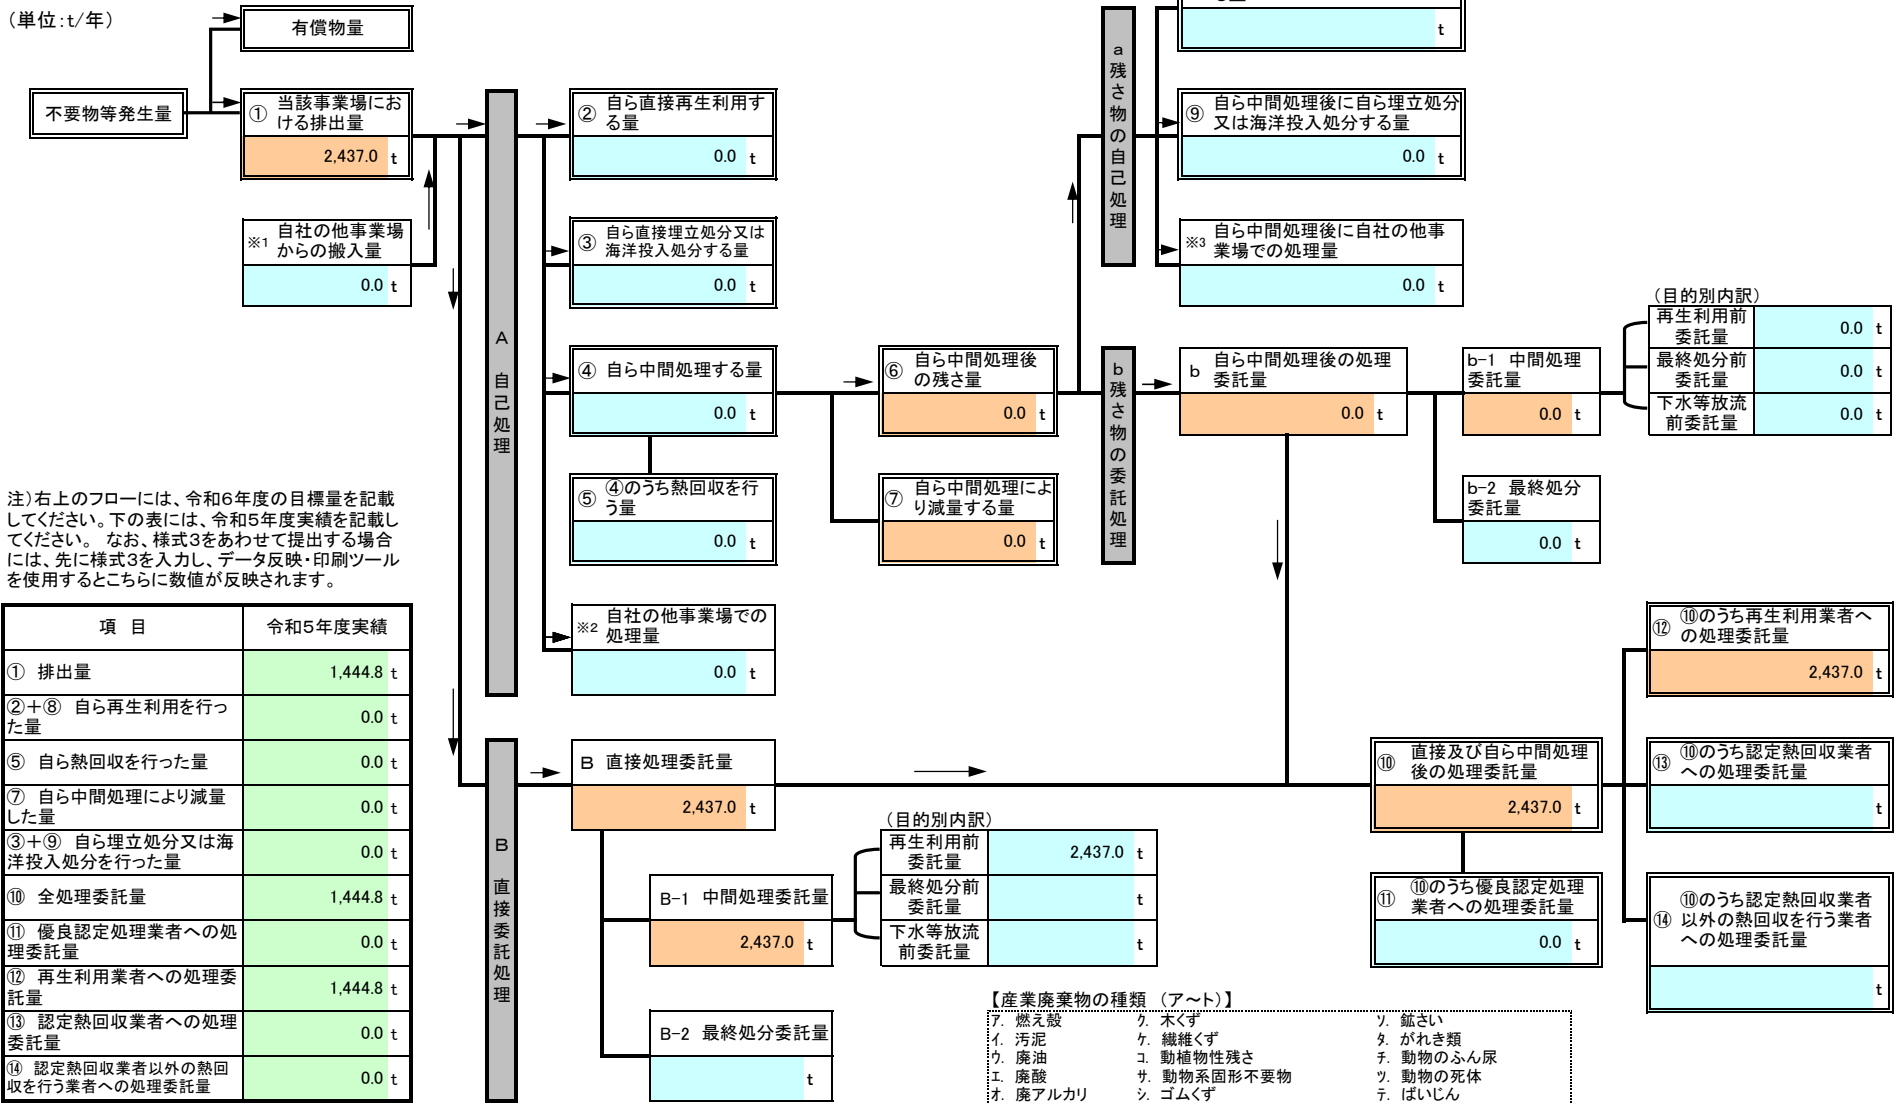 (単位:t/年)
有償物量
不要物等発生量
① 当該事業場にお
ける排出量
2,437.0 t
※1 自社の他事業場
からの搬入量
0.0 t
A 自己処理
② 自ら直接再生利用す
る量
0.0 t
③ 自ら直接埋立処分又は
海洋投入処分する量
0.0 t
④ 自ら中間処理する量
0.0 t
⑤ ④のうち熱回収を行
う量
0.0 t
※2 自社の他事業場での
処理量
0.0 t
⑥ 自ら中間処理後
の残さ量
0.0 t
⑦ 自ら中間処理によ
り減量する量
0.0 t
a 残さ物の自己処理
t
⑨ 自ら中間処理後に自ら埋立処分
又は海洋投入処分する量
0.0 t
※3 自ら中間処理後に自社の他事
業場での処理量
0.0 t
b 残さ物の委託処理
b 自ら中間処理後の処理
委託量
0.0 t
b-1 中間処理
委託量
0.0 t
(目的別内訳)
再生利用前
委託量
0.0 t
最終処分前
委託量
0.0 t
下水等放流
前委託量
0.0 t
b-2 最終処分
委託量
0.0 t
注)右上のフローには、令和6年度の目標量を記載
してください。下の表には、令和5年度実績を記載し
てください。 なお、様式3をあわせて提出する場合
には、先に様式3を入力し、データ反映・印刷ツール
を使用するとこちらに数値が反映されます。
項 目 令和5年度実績
① 排出量 1,444.8 t
②+⑧ 自ら再生利用を行っ
た量 0.0 t
⑤ 自ら熱回収を行った量 0.0 t
⑦ 自ら中間処理により減量
した量 0.0 t
③+⑨ 自ら埋立処分又は海
洋投入処分を行った量 0.0 t
⑩ 全処理委託量 1,444.8 t
⑪ 優良認定処理業者への処
理委託量 0.0 t
⑫ 再生利用業者への処理委
託量 1,444.8 t
⑬ 認定熱回収業者への処理
委託量 0.0 t
⑭ 認定熱回収業者以外の熱回
収を行う業者への処理委託量 0.0 t
B 直接委託処理
B 直接処理委託量
2,437.0 t
B-1 中間処理委託量
2,437.0 t
(目的別内訳)
再生利用前
委託量
2,437.0 t
最終処分前
委託量
t
下水等放流
前委託量
t
B-2 最終処分委託量
t
⑩ 直接及び自ら中間処理
後の処理委託量
2,437.0 t
⑪ ⑩のうち優良認定処理
業者への処理委託量
0.0 t
⑫ ⑩のうち再生利用業者へ
の処理委託量
2,437.0 t
⑬ ⑩のうち認定熱回収業者
への処理委託量
t
⑭ ⑩のうち認定熱回収業者
以外の熱回収を行う業者
への処理委託量
t
【産業廃棄物の種類 (ア~ト)】
ア. 燃え殻 ク. 木くず ソ. 鉱さい
イ. 汚泥 ケ. 繊維くず タ. がれき類
ウ. 廃油 コ. 動植物性残さ チ. 動物のふん尿
エ. 廃酸 サ. 動物系固形不要物 ツ. 動物の死体
オ. 廃アルカリ シ. ゴムくず テ. ばいじん